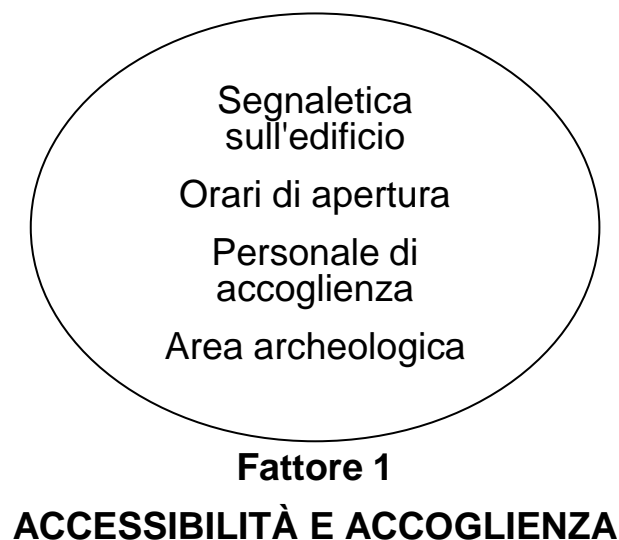 Segnaletica
sull'edificio
Orari di apertura
Personale di
accoglienza
Area archeologica
Fattore 1
ACCESSIBILITÀ E ACCOGLIENZA